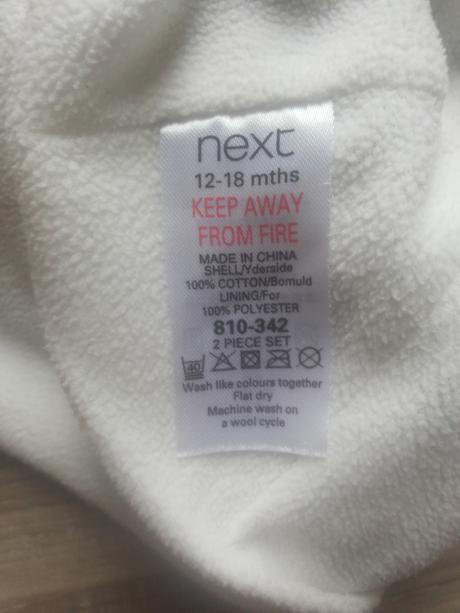 next
12-18 mths
KEEP AWAY
FROM FIRE
MADE IN CHINA
SHELL/Yderside
100% COTTON/Bomuld
LINING/For
100% POLYESTER
810-342
2 PIECE SET
40
Wash like colours together
Flat dry
Machine wash on
a wool cycle